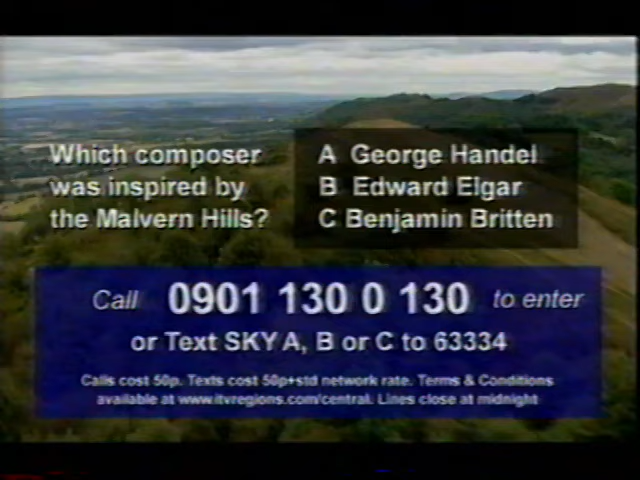 Which composer
was inspired by
the Malvern Hills?
A George Handel
B Edward Elgar
C Benjamin Britten
Call 0901 130 0 130 to enter
or Text SKY A, B or C to 63334
Calls cost 50p. Texts cost 50p+std network rate. Terms & Conditions
available at www.itvregions.com/central. Lines close at midnight